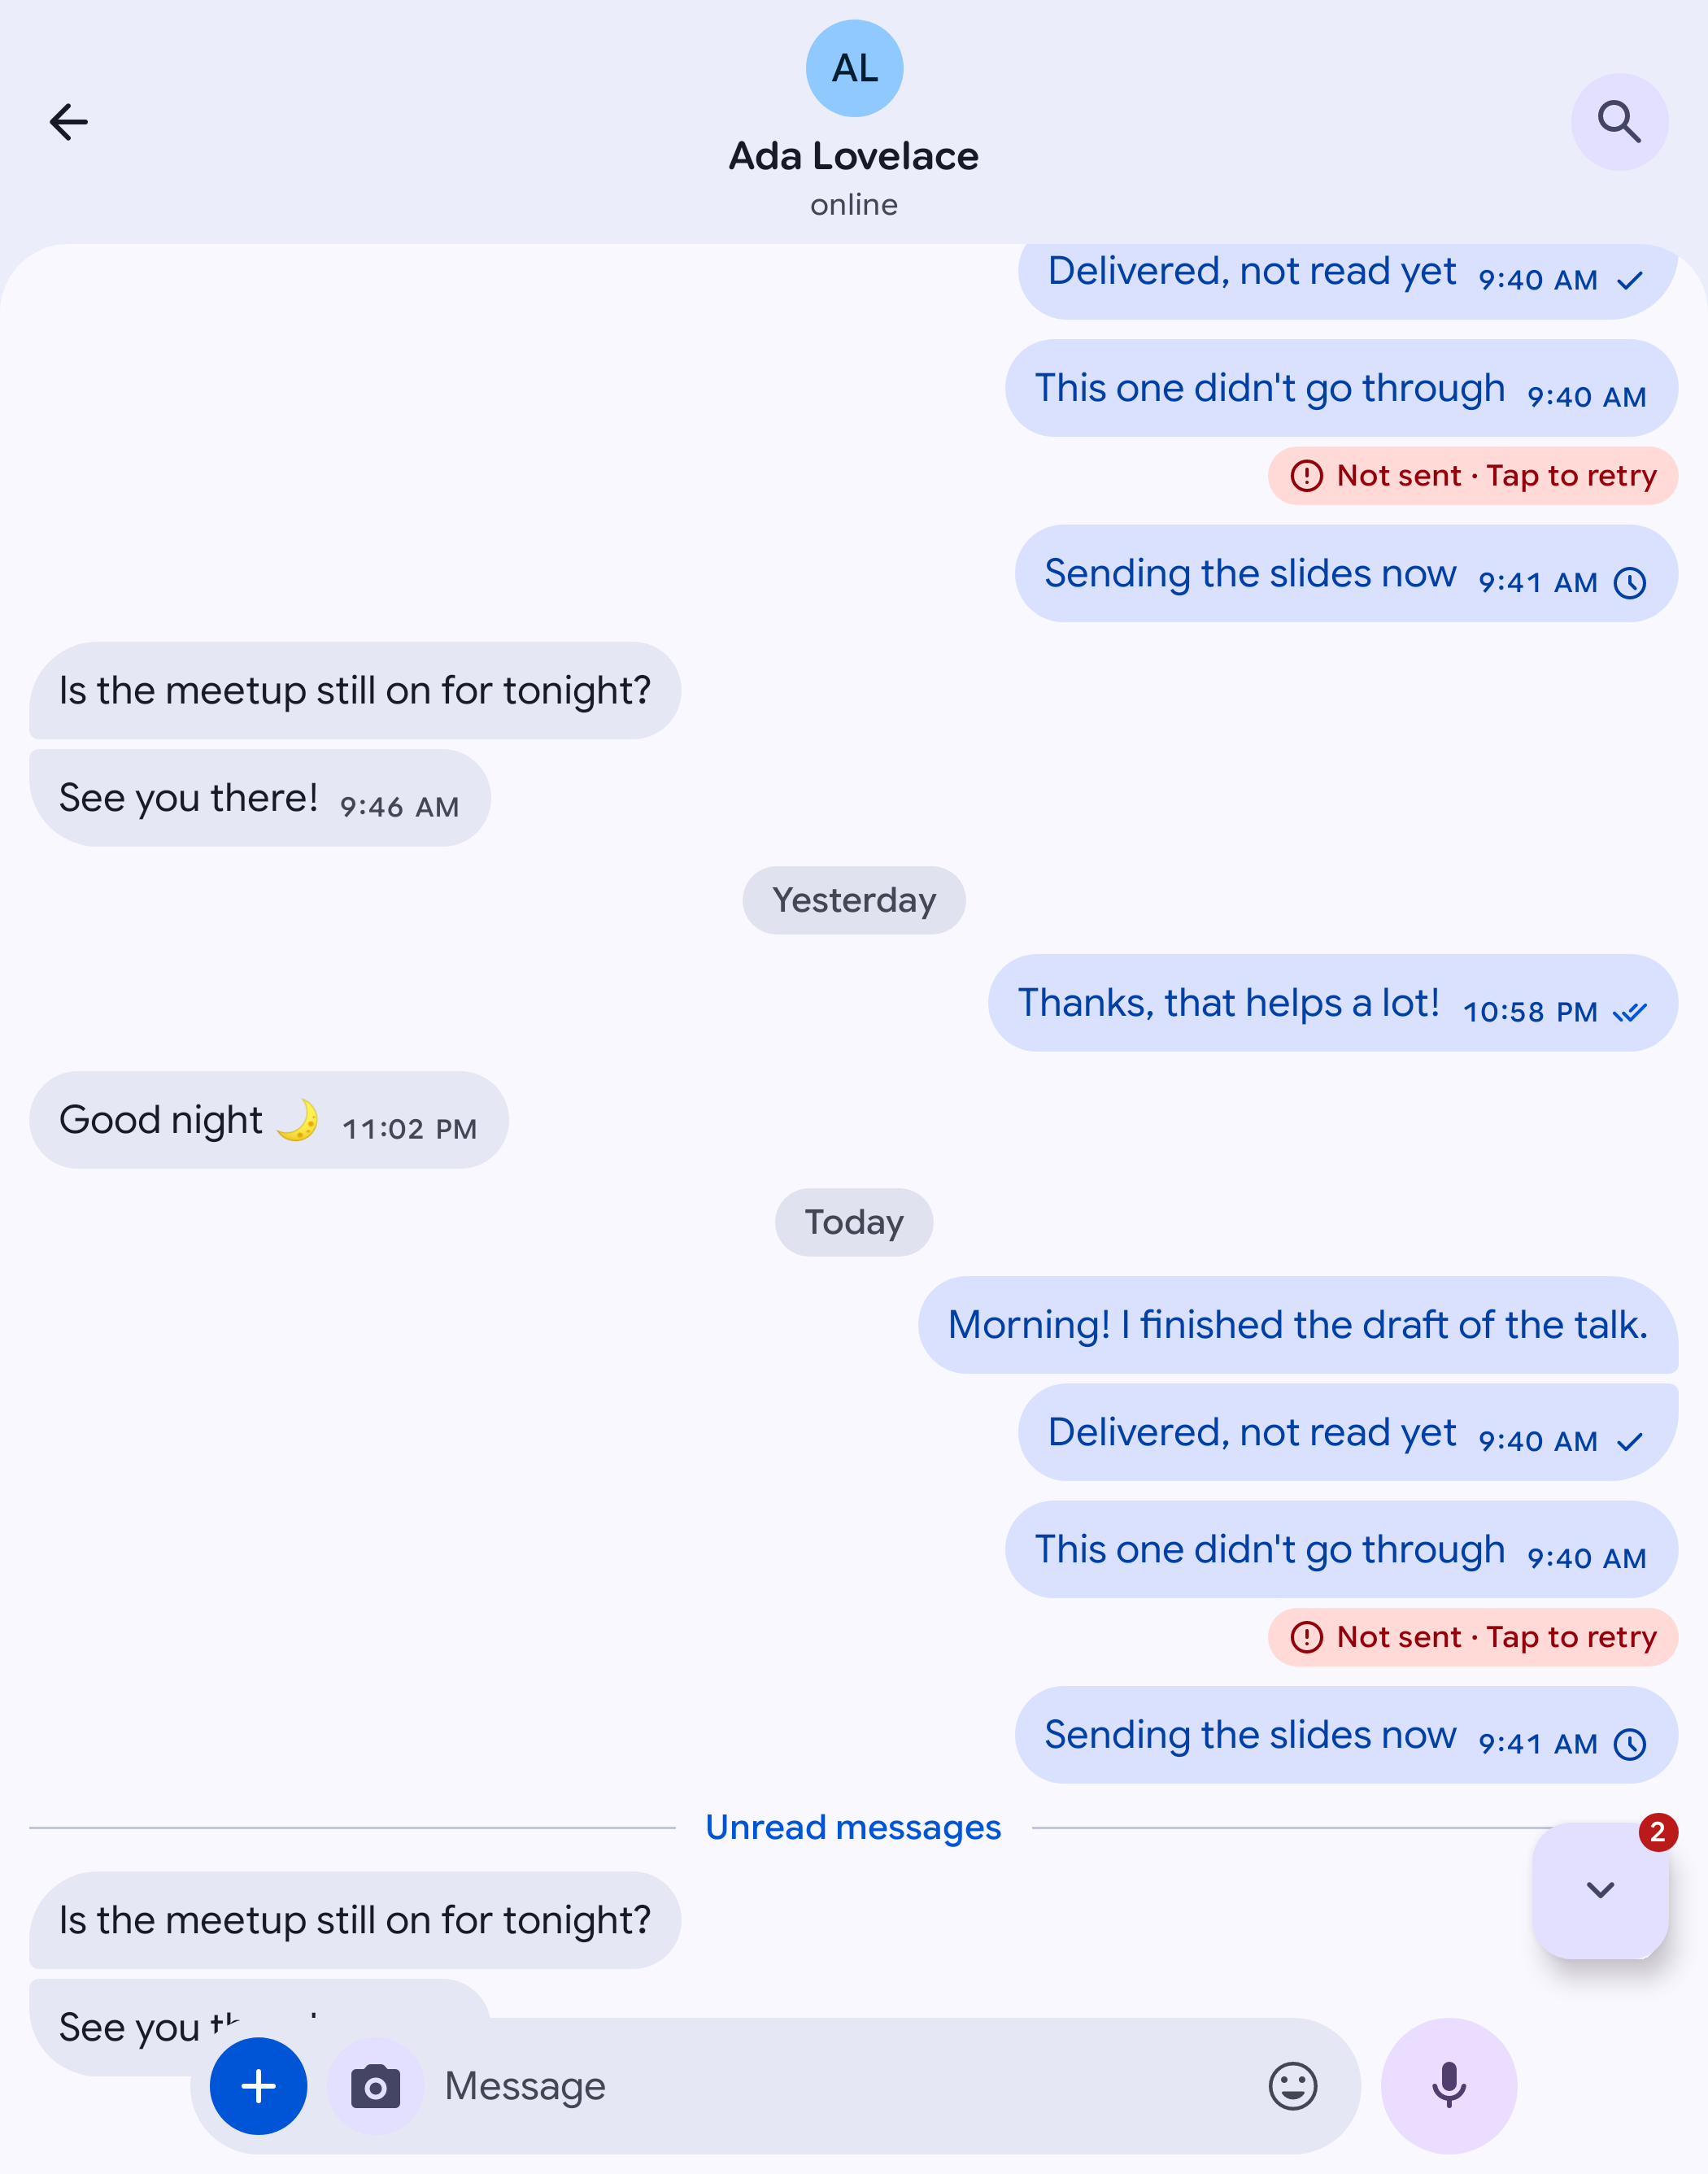 AL
Ada Lovelace
online
Delivered, not read yet 9:40 AM
This one didn't go through 9:40 AM
Not sent · Tap to retry
Sending the slides now 9:41 AM
Is the meetup still on for tonight?
See you there! 9:46 AM
Yesterday
Thanks, that helps a lot! 10:58 PM
Good night 🌙 11:02 PM
Today
Morning! I finished the draft of the talk.
Delivered, not read yet 9:40 AM
This one didn't go through 9:40 AM
Not sent · Tap to retry
Sending the slides now 9:41 AM
Unread messages
2
Is the meetup still on for tonight?
See you
Message